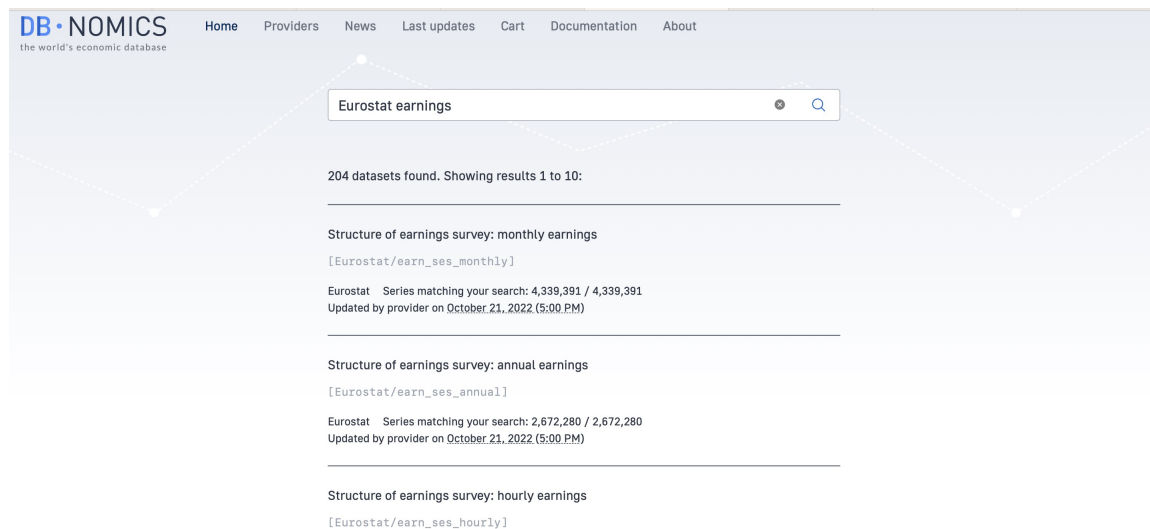 DB • NOMICS
the world's economic database
Home Providers News Last updates Cart Documentation About
Eurostat earnings
204 datasets found. Showing results 1 to 10:
Structure of earnings survey: monthly earnings
[Eurostat/earn_ses_monthly]
Eurostat Series matching your search: 4,339,391 / 4,339,391
Updated by provider on October 21, 2022 (5:00 PM)
Structure of earnings survey: annual earnings
[Eurostat/earn_ses_annual]
Eurostat Series matching your search: 2,672,280 / 2,672,280
Updated by provider on October 21, 2022 (5:00 PM)
Structure of earnings survey: hourly earnings
[Eurostat/earn_ses_hourly]